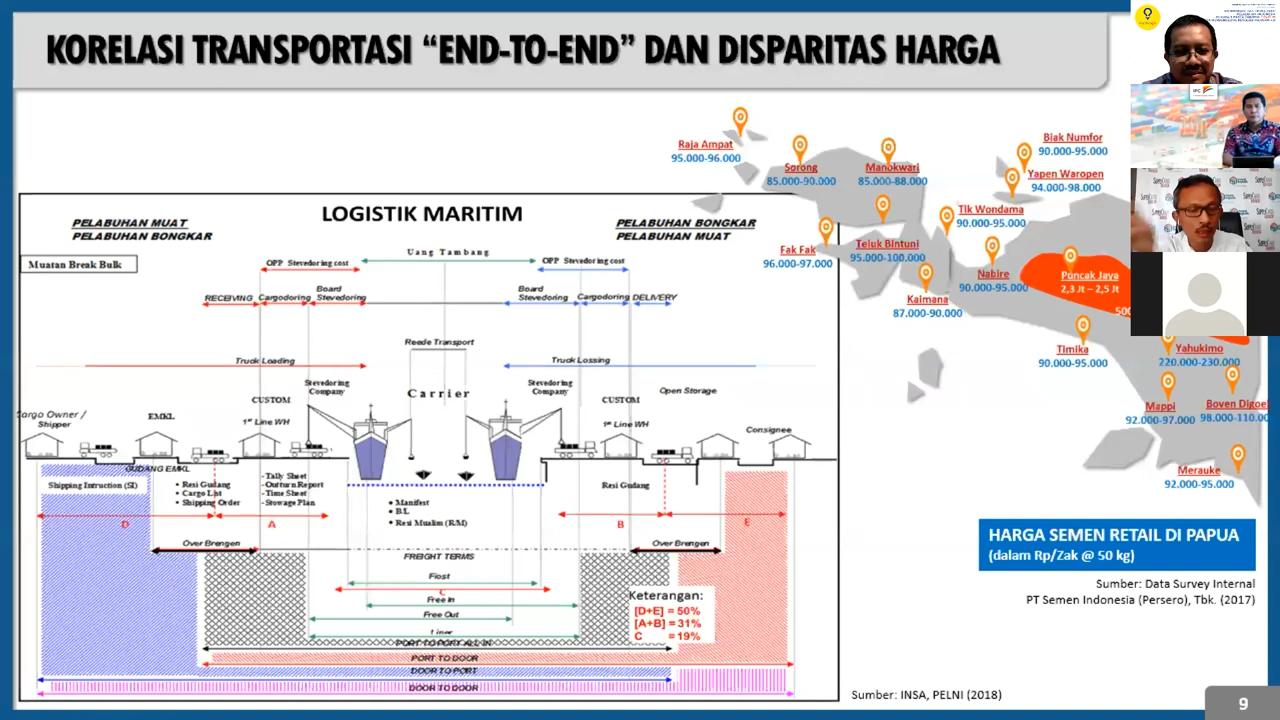 KORELASI TRANSPORTASI “END-TO-END” DAN DISPARITAS HARGA
LOGISTIK MARITIM
PELABUHAN MUAT
PELABUHAN BONGKAR
PELABUHAN BONGKAR
PELABUHAN MUAT
Muatan Break Bulk
Uang Tambang
OPP Stevedoring cost
OPP Stevedoring cost
RECEIVING
Cargodoring
Board
Stevedoring
Board
Stevedoring
Cargodoring
DELIVERY
Reede Transport
Truck Loading
Truck Lossing
Stevedoring
Company
Carrier
Stevedoring
Company
Open Storage
CUSTOM
CUSTOM
Cargo Owner /
Shipper
EMKL
1st Line WH
1st Line WH
Consignee
GUDANG EMKL
Shipping Intruction (SI)
• Resi Gudang
• Cargo List
• Shipping Order
- Tally Sheet
- Outturn Report
- Time Sheet
- Stowage Plan
• Manifest
• B/L
• Resi Mualim (R/M)
Resi Gudang
D
A
B
E
Over Brengen
Over Brengen
FREIGHT TERMS
Fiost
C
Free In
Free Out
Liner
PORT TO PORT ALL IN
PORT TO DOOR
DOOR TO PORT
DOOR TO DOOR
Keterangan:
[D+E] = 50%
[A+B] = 31%
C = 19%
Sumber: INSA, PELNI (2018)
Raja Ampat
95.000-96.000
Sorong
85.000-90.000
Manokwari
85.000-88.000
Biak Numfor
90.000-95.000
Yapen Waropen
94.000-98.000
Tlk Wondama
90.000-95.000
Fak Fak
96.000-97.000
Teluk Bintuni
95.000-100.000
Nabire
90.000-95.000
Puncak Jaya
2,3 Jt – 2,5 Jt
500
Kaimana
87.000-90.000
Timika
90.000-95.000
Yahukimo
220.000-230.000
Mappi
92.000-97.000
Boven Digoel
98.000-110.00
Merauke
92.000-95.000
HARGA SEMEN RETAIL DI PAPUA
(dalam Rp/Zak @ 50 kg)
Sumber: Data Survey Internal
PT Semen Indonesia (Persero), Tbk. (2017)
IPC
9